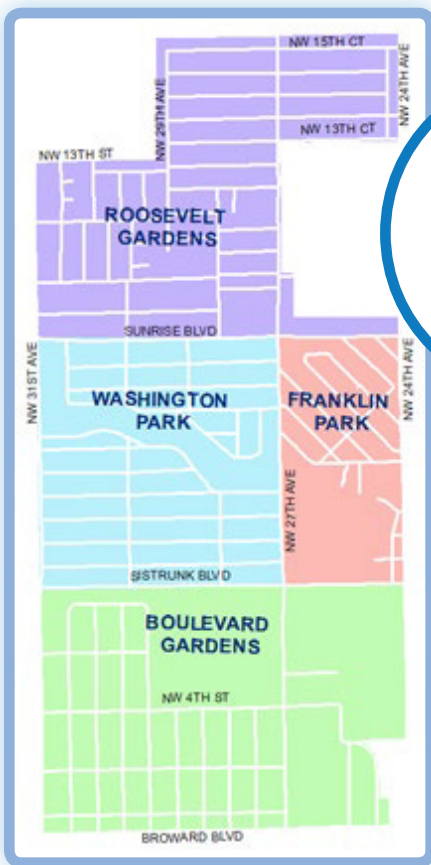 NW 15TH CT
NW 29TH AVE
NW 24TH AVE
NW 13TH CT
NW 13TH ST
ROOSEVELT
GARDENS
SUNRISE BLVD
NW 31ST AVE
WASHINGTON
PARK
FRANKLIN
PARK
NW 24TH AVE
NW 27TH AVE
SISTRUNK BLVD
BOULEVARD
GARDENS
NW 4TH ST
BROWARD BLVD